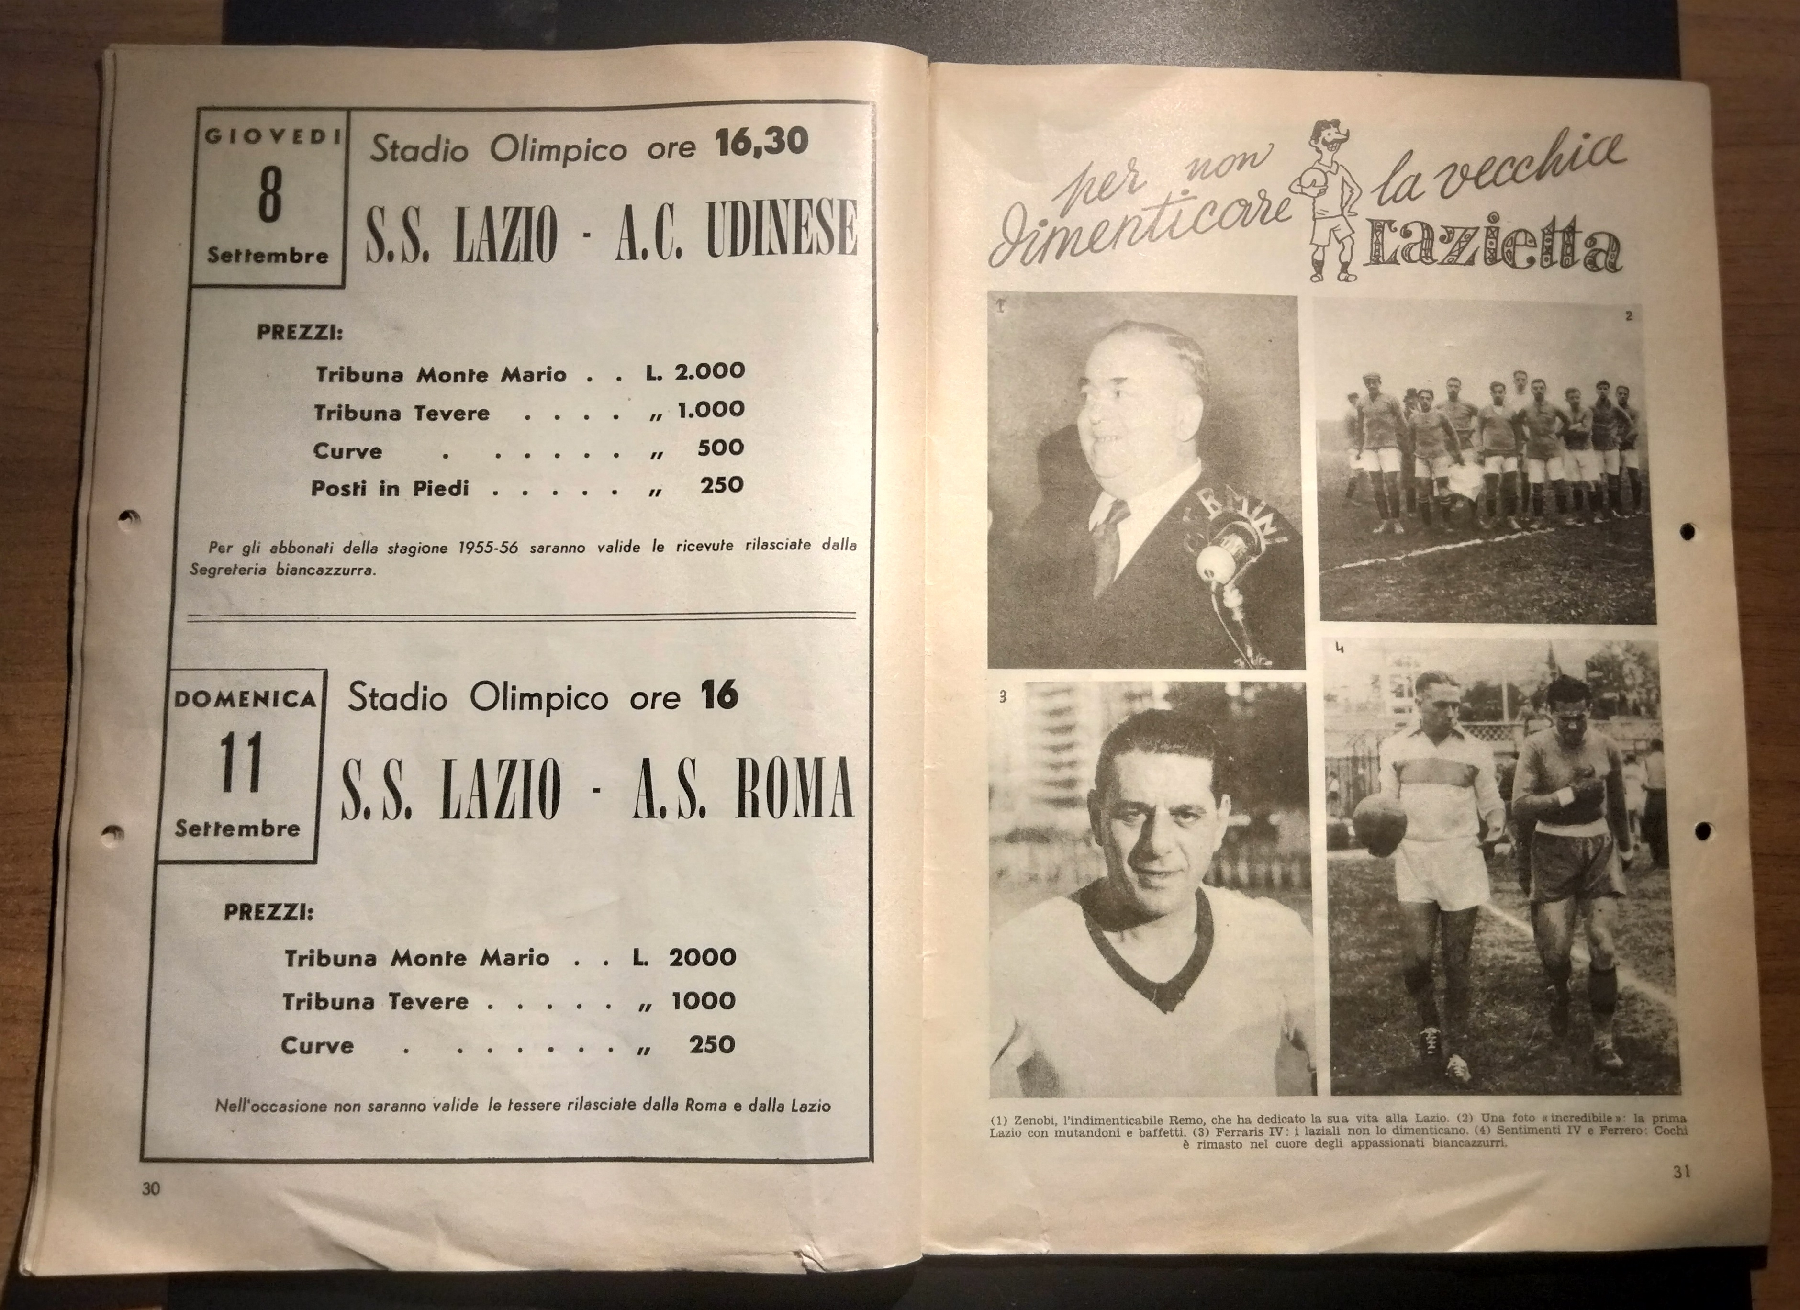 GIOVEDI
8
Settembre
Stadio Olimpico ore 16,30
S.S. LAZIO - A.C. UDINESE
PREZZI:
Tribuna Monte Mario . . L. 2.000
Tribuna Tevere . . . . „ 1.000
Curve . . . . . . „ 500
Posti in Piedi . . . . . „ 250
Per gli abbonati della stagione 1955-56 saranno valide le ricevute rilasciate dalla
Segreteria biancazzurra.
DOMENICA
11
Settembre
Stadio Olimpico ore 16
S.S. LAZIO - A.S. ROMA
PREZZI:
Tribuna Monte Mario . . L. 2000
Tribuna Tevere . . . . . „ 1000
Curve . . . . . . . „ 250
Nell'occasione non saranno valide le tessere rilasciate dalla Roma e dalla Lazio
30
per non
dimenticare
la vecchia
Lazietta
1
2
3
4
(1) Zenobi, l'indimenticabile Remo, che ha dedicato la sua vita alla Lazio. (2) Una foto «incredibile»: la prima
Lazio con mutandoni e baffetti. (3) Ferraris IV: i laziali non lo dimenticano. (4) Sentimenti IV e Ferrero: Cochi
è rimasto nel cuore degli appassionati biancazzurri.
31